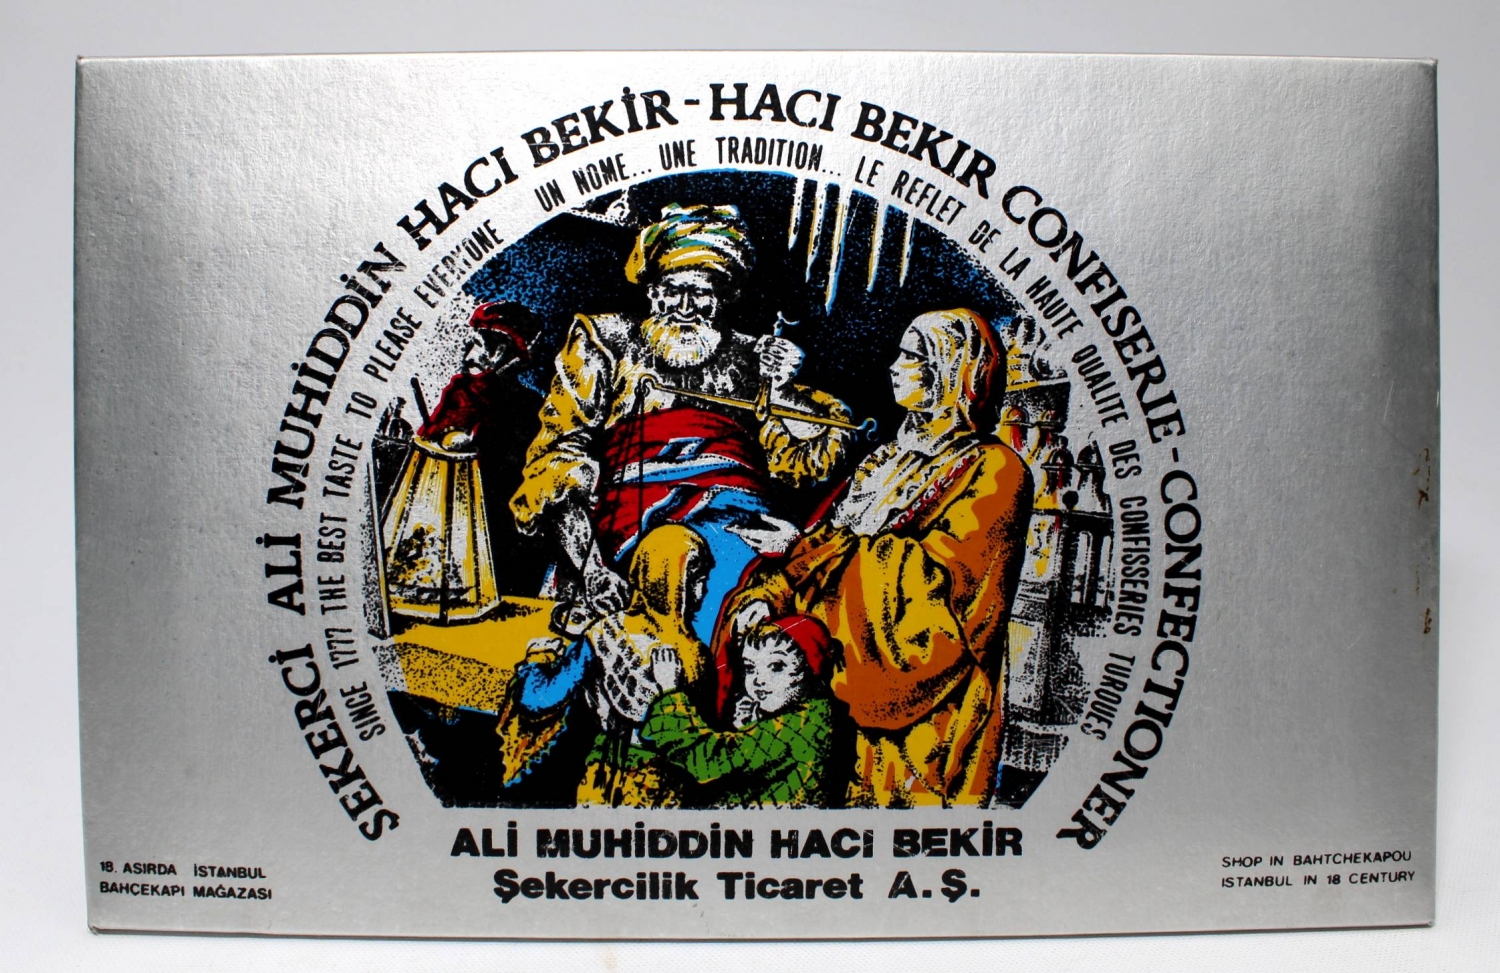 ŞEKERCİ ALİ MUHİDDİN HACI BEKİR - HACI BEKIR CONFISERIE - CONFECTIONER
SINCE 1777 THE BEST TASTE TO PLEASE EVERYONE UN NOME... UNE TRADITION... LE REFLET DE LA HAUTE QUALITE DES CONFISSERIES TURQUES
ALİ MUHİDDİN HACI BEKİR
Şekercilik Ticaret A.Ş.
18. ASIRDA İSTANBUL
BAHÇEKAPI MAĞAZASI
SHOP IN BAHTCHEKAPOU
ISTANBUL IN 18 CENTURY